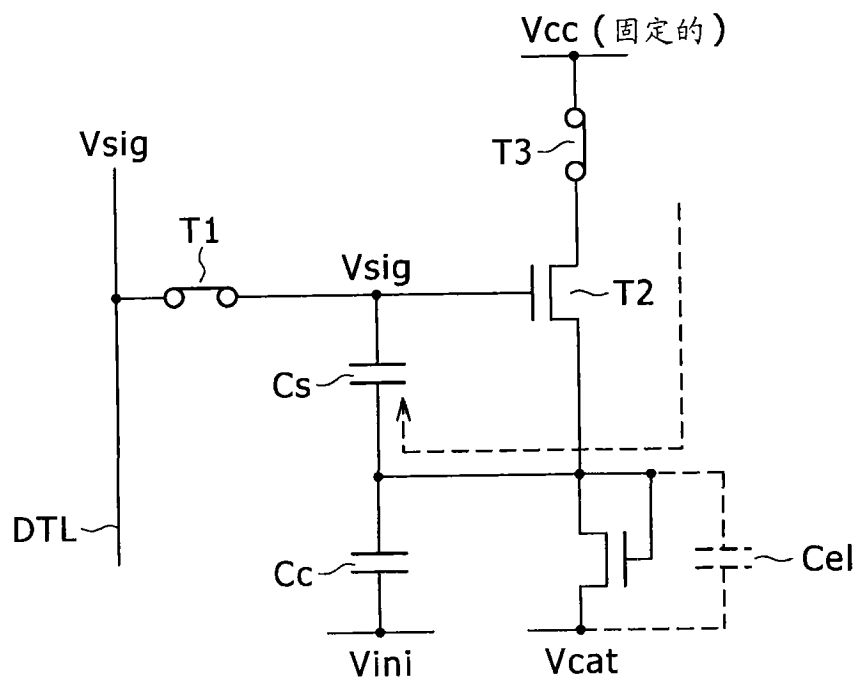 Vcc (固定的)
T3
Vsig
T1
Vsig
T2
Cs
DTL
Cc
Cel
Vini
Vcat